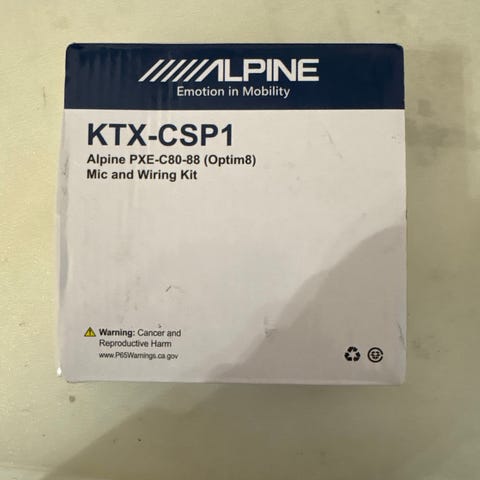 ALPINE
Emotion in Mobility
KTX-CSP1
Alpine PXE-C80-88 (Optim8)
Mic and Wiring Kit
Warning: Cancer and
Reproductive Harm
www.P65Warnings.ca.gov